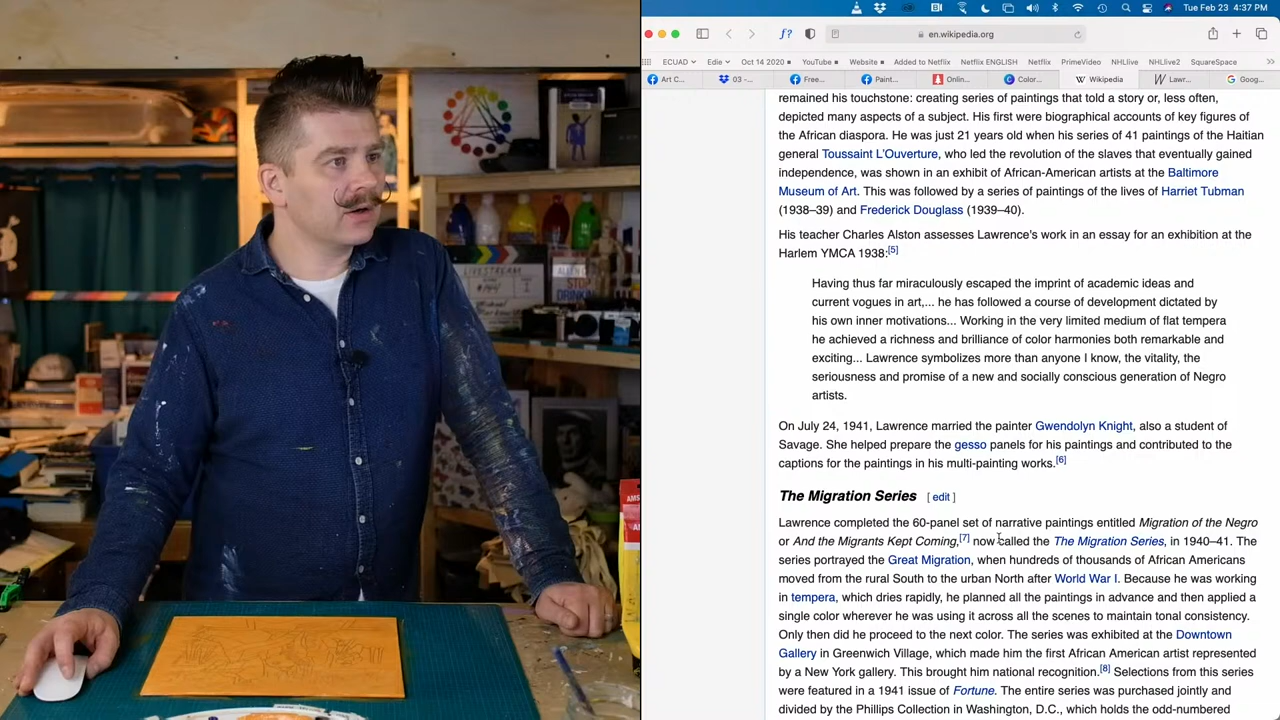 Tue Feb 23 4:37 PM
f?
en.wikipedia.org
ECUAD
Edie
Oct 14 2020
YouTube
Website
Added to Netflix
Netflix ENGLISH
Netflix
PrimeVideo
NHLive
NHLive2
SquareSpace
Art C...
03 -...
Free...
Paint...
Onlin...
Color...
Wikipedia
Lawr...
Goog...
remained his touchstone: creating series of paintings that told a story or, less often,
depicted many aspects of a subject. His first were biographical accounts of key figures of
the African diaspora. He was just 21 years old when his series of 41 paintings of the Haitian
general Toussaint L'Ouverture, who led the revolution of the slaves that eventually gained
independence, was shown in an exhibit of African-American artists at the Baltimore
Museum of Art. This was followed by a series of paintings of the lives of Harriet Tubman
(1938–39) and Frederick Douglass (1939–40).
His teacher Charles Alston assesses Lawrence's work in an essay for an exhibition at the
Harlem YMCA 1938:[5]
Having thus far miraculously escaped the imprint of academic ideas and
current vogues in art,... he has followed a course of development dictated by
his own inner motivations... Working in the very limited medium of flat tempera
he achieved a richness and brilliance of color harmonies both remarkable and
exciting... Lawrence symbolizes more than anyone I know, the vitality, the
seriousness and promise of a new and socially conscious generation of Negro
artists.
On July 24, 1941, Lawrence married the painter Gwendolyn Knight, also a student of
Savage. She helped prepare the gesso panels for his paintings and contributed to the
captions for the paintings in his multi-painting works.[6]
The Migration Series [ edit ]
Lawrence completed the 60-panel set of narrative paintings entitled Migration of the Negro
or And the Migrants Kept Coming,[7] now called the The Migration Series, in 1940–41. The
series portrayed the Great Migration, when hundreds of thousands of African Americans
moved from the rural South to the urban North after World War I. Because he was working
in tempera, which dries rapidly, he planned all the paintings in advance and then applied a
single color wherever he was using it across all the scenes to maintain tonal consistency.
Only then did he proceed to the next color. The series was exhibited at the Downtown
Gallery in Greenwich Village, which made him the first African American artist represented
by a New York gallery. This brought him national recognition.[8] Selections from this series
were featured in a 1941 issue of Fortune. The entire series was purchased jointly and
divided by the Phillips Collection in Washington, D.C., which holds the odd-numbered
LIVESTREAM
STOP
AMS